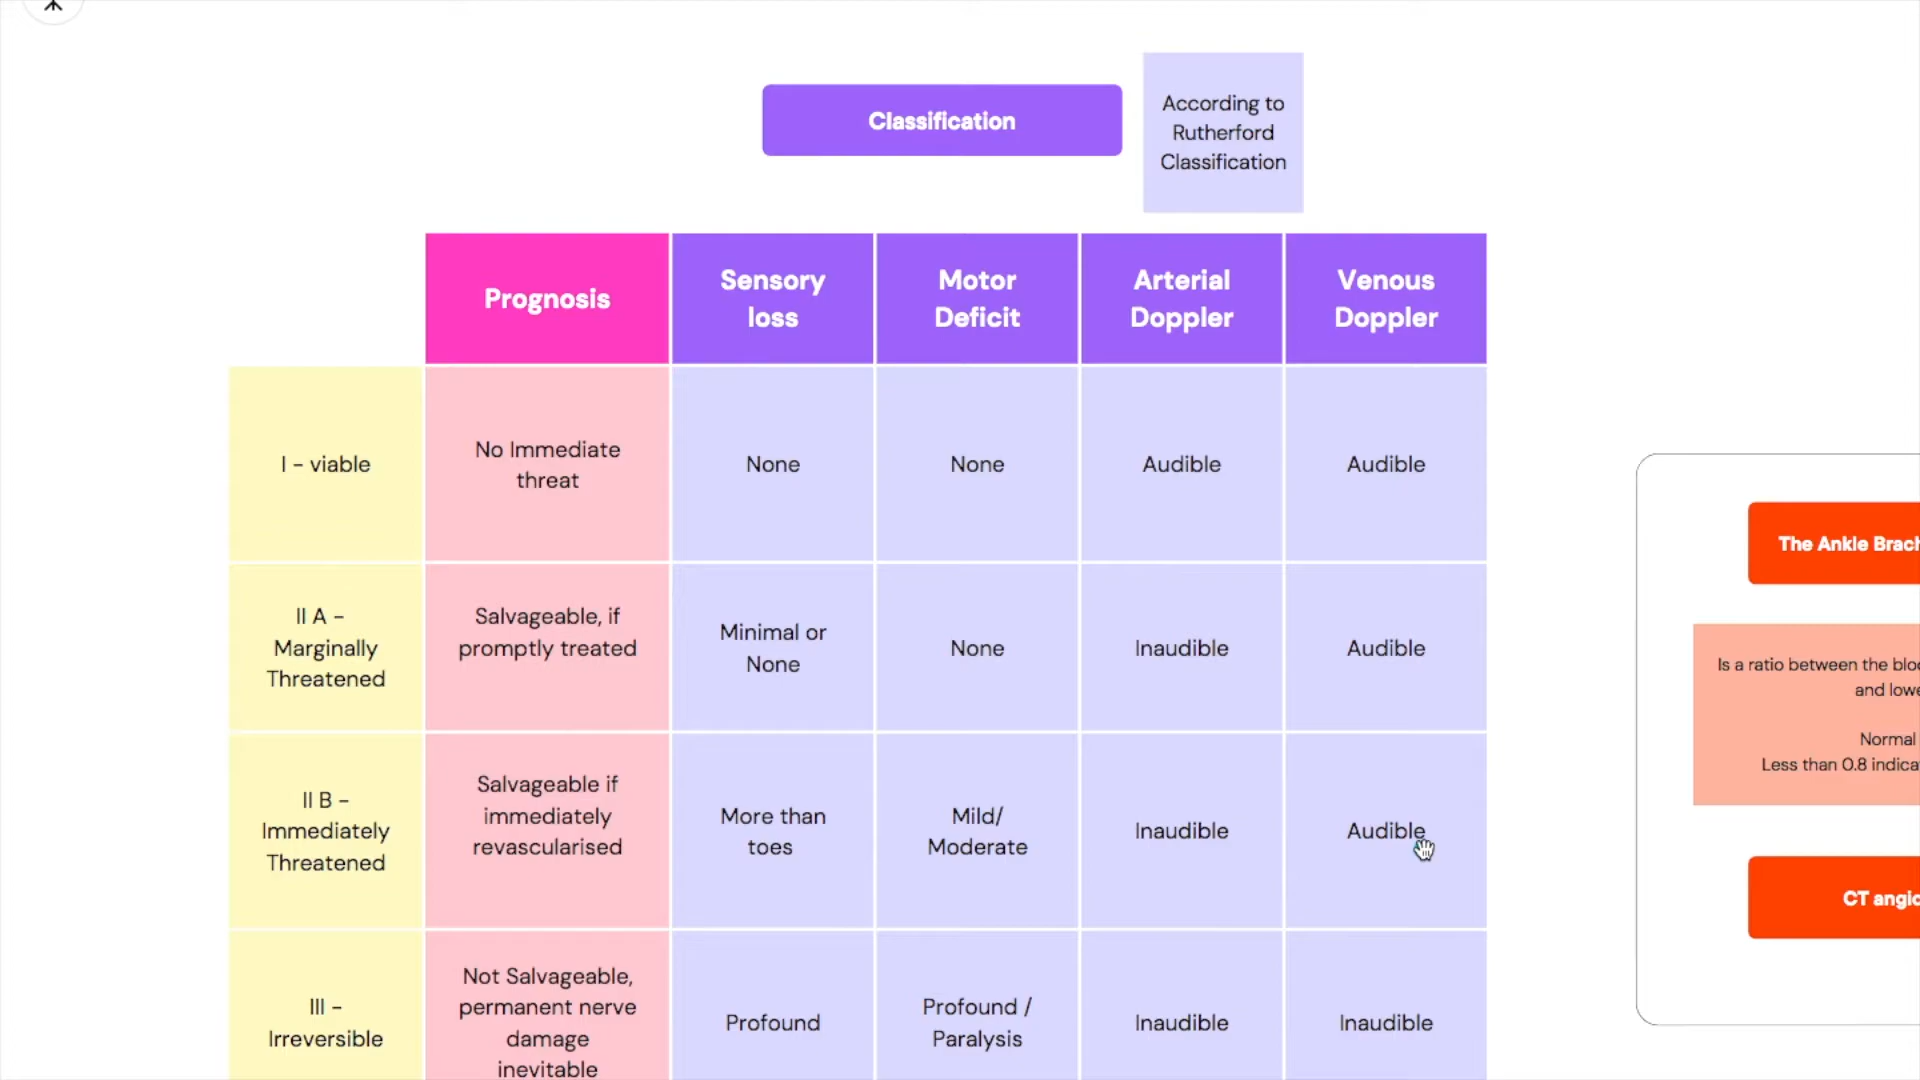 Classification
According to
Rutherford
Classification
Prognosis
Sensory
loss
Motor
Deficit
Arterial
Doppler
Venous
Doppler
I - viable
No Immediate
threat
None
None
Audible
Audible
II A -
Marginally
Threatened
Salvageable, if
promptly treated
Minimal or
None
None
Inaudible
Audible
II B -
Immediately
Threatened
Salvageable if
immediately
revascularised
More than
toes
Mild/
Moderate
Inaudible
Audible
III -
Irreversible
Not Salvageable,
permanent nerve
damage
inevitable
Profound
Profound /
Paralysis
Inaudible
Inaudible
The Ankle
Is a ratio between the
and
Normal
Less than 0.8
CT